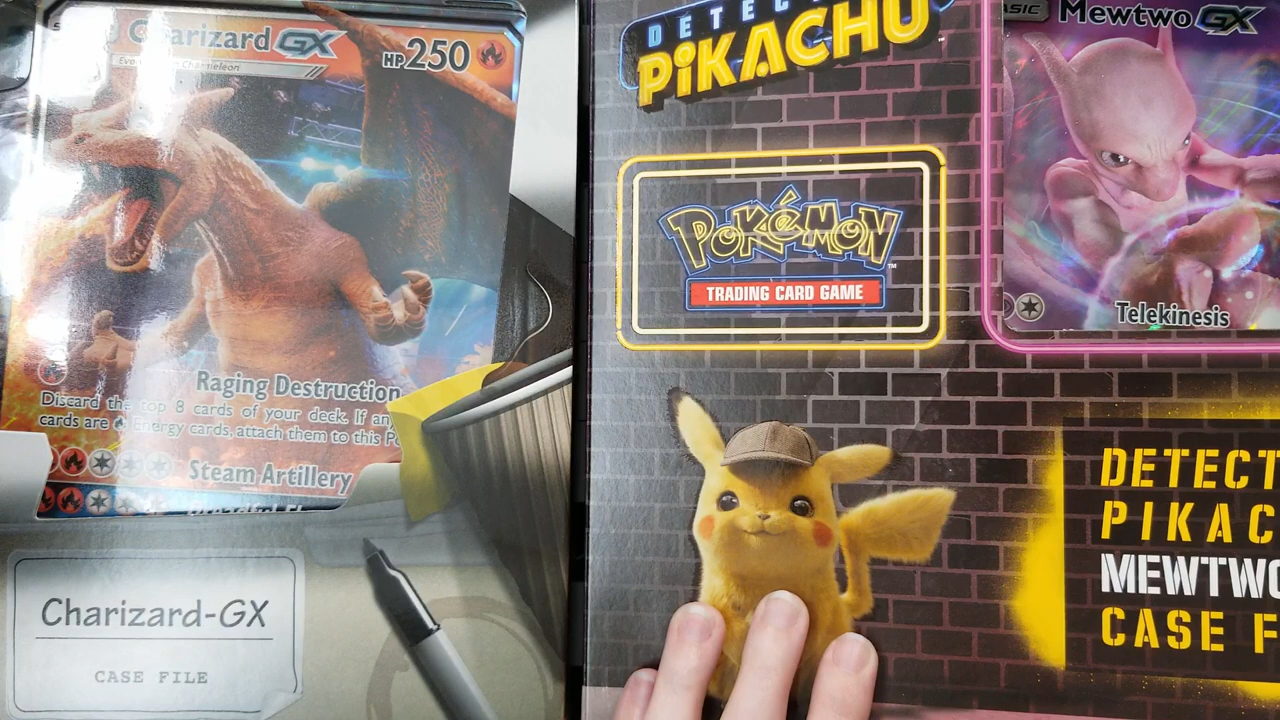 Charizard GX
HP250
Raging Destruction
Discard the top 8 cards of your deck. If any
cards are Energy cards, attach them to this
Steam Artillery
Charizard-GX
CASE FILE
PIKACHU
POKéMON
TM
TRADING CARD GAME
Mewtwo GX
Telekinesis
DETECT
PIKAC
MEWTWO
CASE F